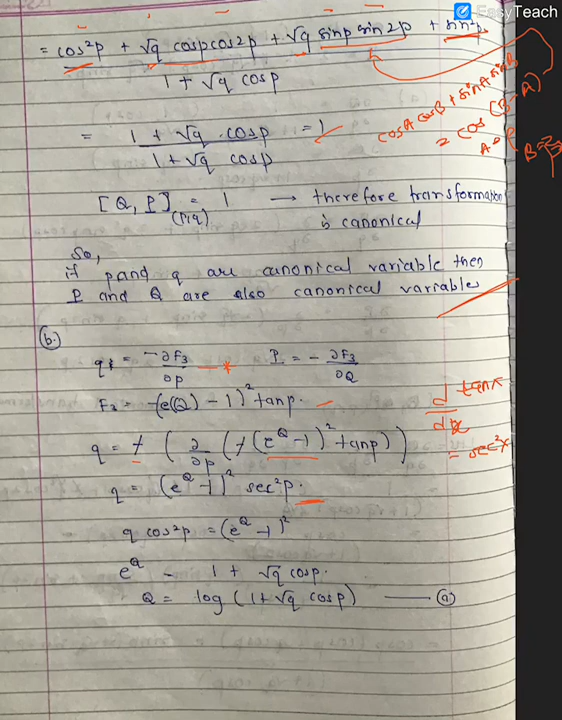 EasyTeach
= cos²p + √q cosp cos2p + √q sinp sin2p + sin²p
1 + √q cosp
= 1 + √q .cosp = 1
1 + √q cosp
cosA cosB + sinA sinB
= cos (B-A)
A = P
[Q, P](p,q) = 1 → therefore transformation
is canonical
So,
if p and q are canonical variable then
P and Q are also canonical variables
(b)
q = -∂F₃/∂p —* P = -∂F₃/∂Q
F₃ = -(e(Q) - 1)² tanp.
d/dx tanx
= sec²x
q = + (∂/∂p (+(e^Q - 1)² tanp))
q = (e^Q - 1)² sec²p.
q cos²p = (e^Q - 1)²
e^Q = 1 + √q cosp.
Q = log (1 + √q cosp) —— (a)